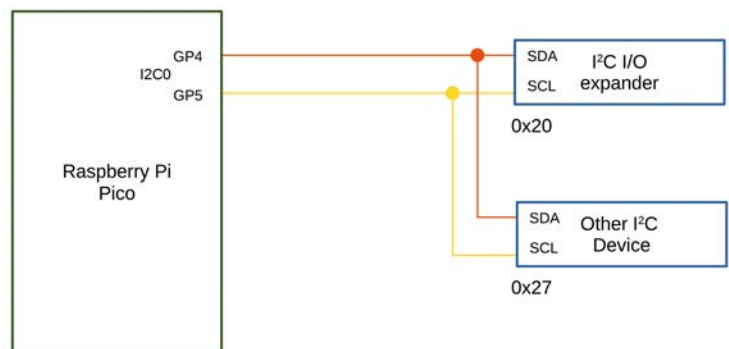 GP4
I2C0
GP5
Raspberry Pi
Pico
SDA
SCL
I²C I/O
expander
0x20
SDA
SCL
Other I²C
Device
0x27